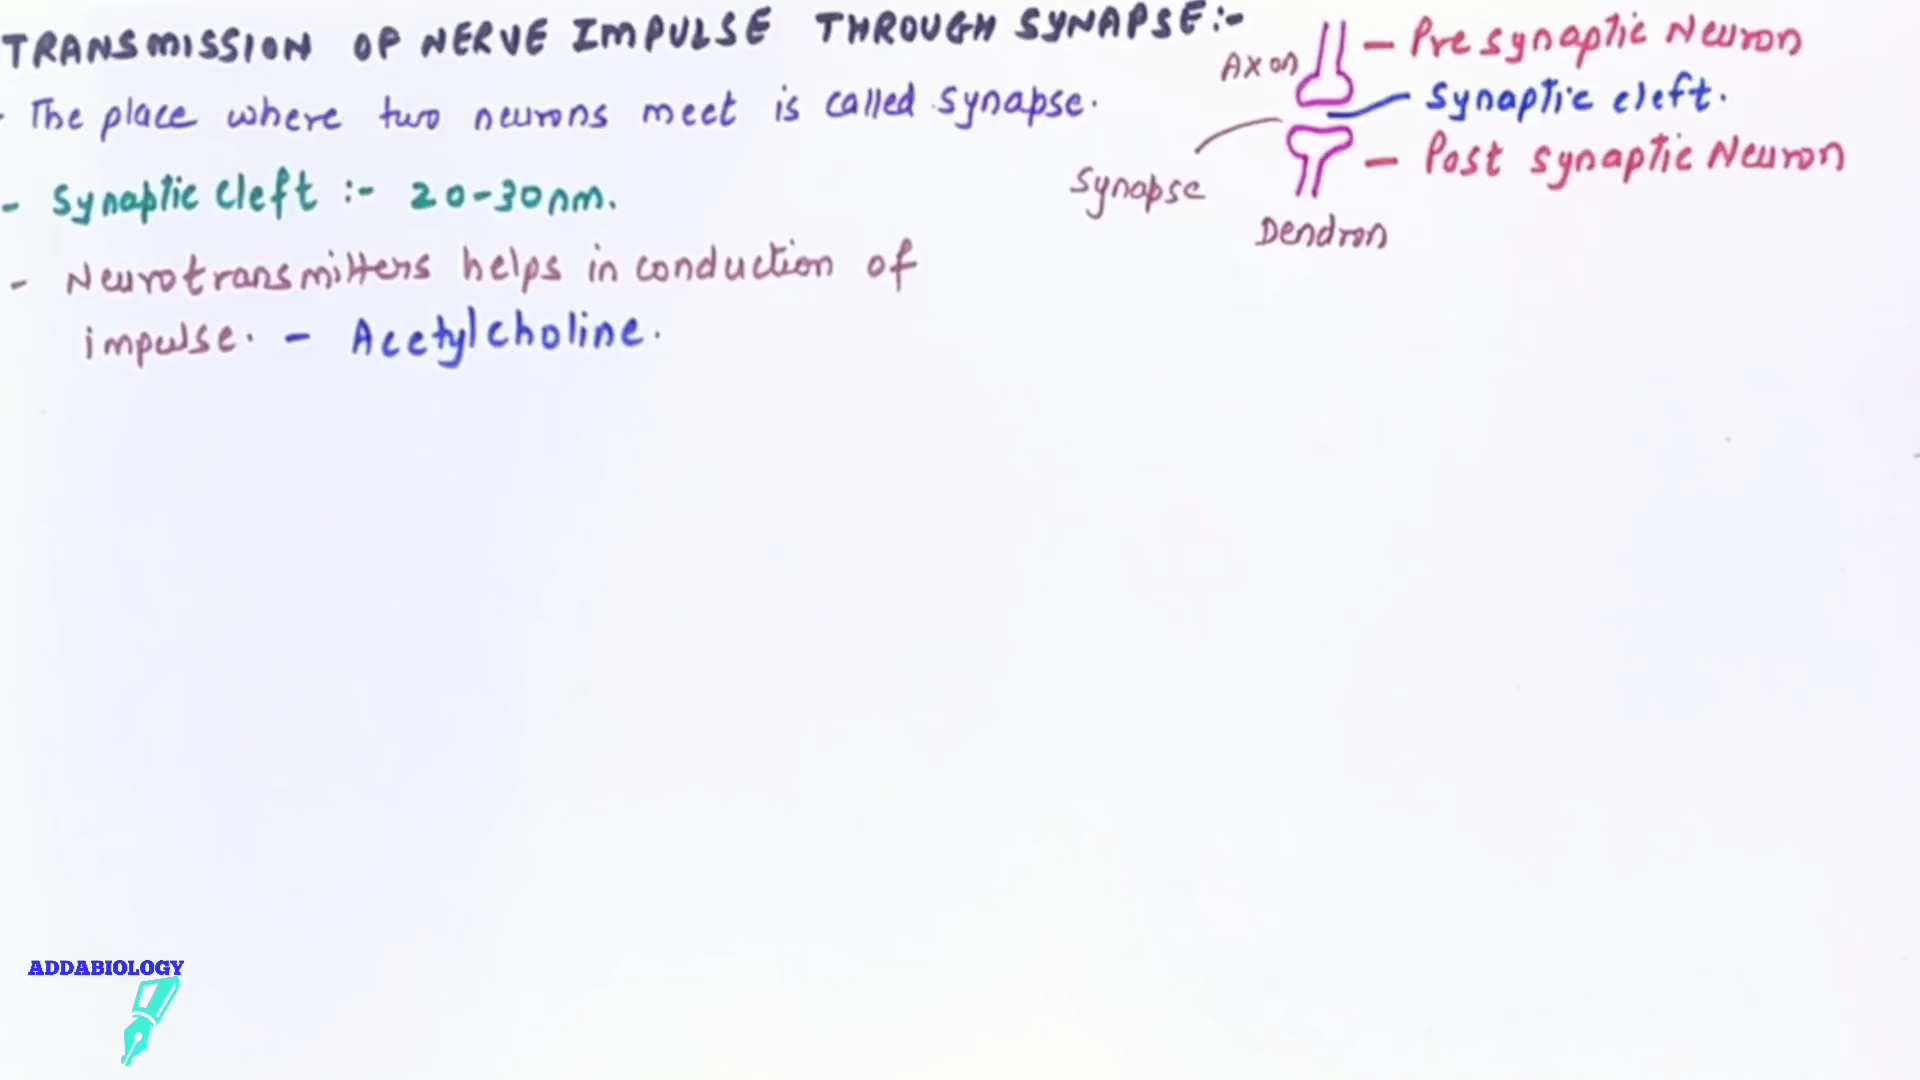 TRANSMISSION OF NERVE IMPULSE THROUGH SYNAPSE:-
- The place where two neurons meet is called synapse.
- Synaptic cleft :- 20-30nm.
- Neurotransmitters helps in conduction of
impulse. - Acetylcholine.
Axon
- Presynaptic Neuron
Synaptic cleft.
- Post synaptic Neuron
Synapse
Dendron
ADDABIOLOGY